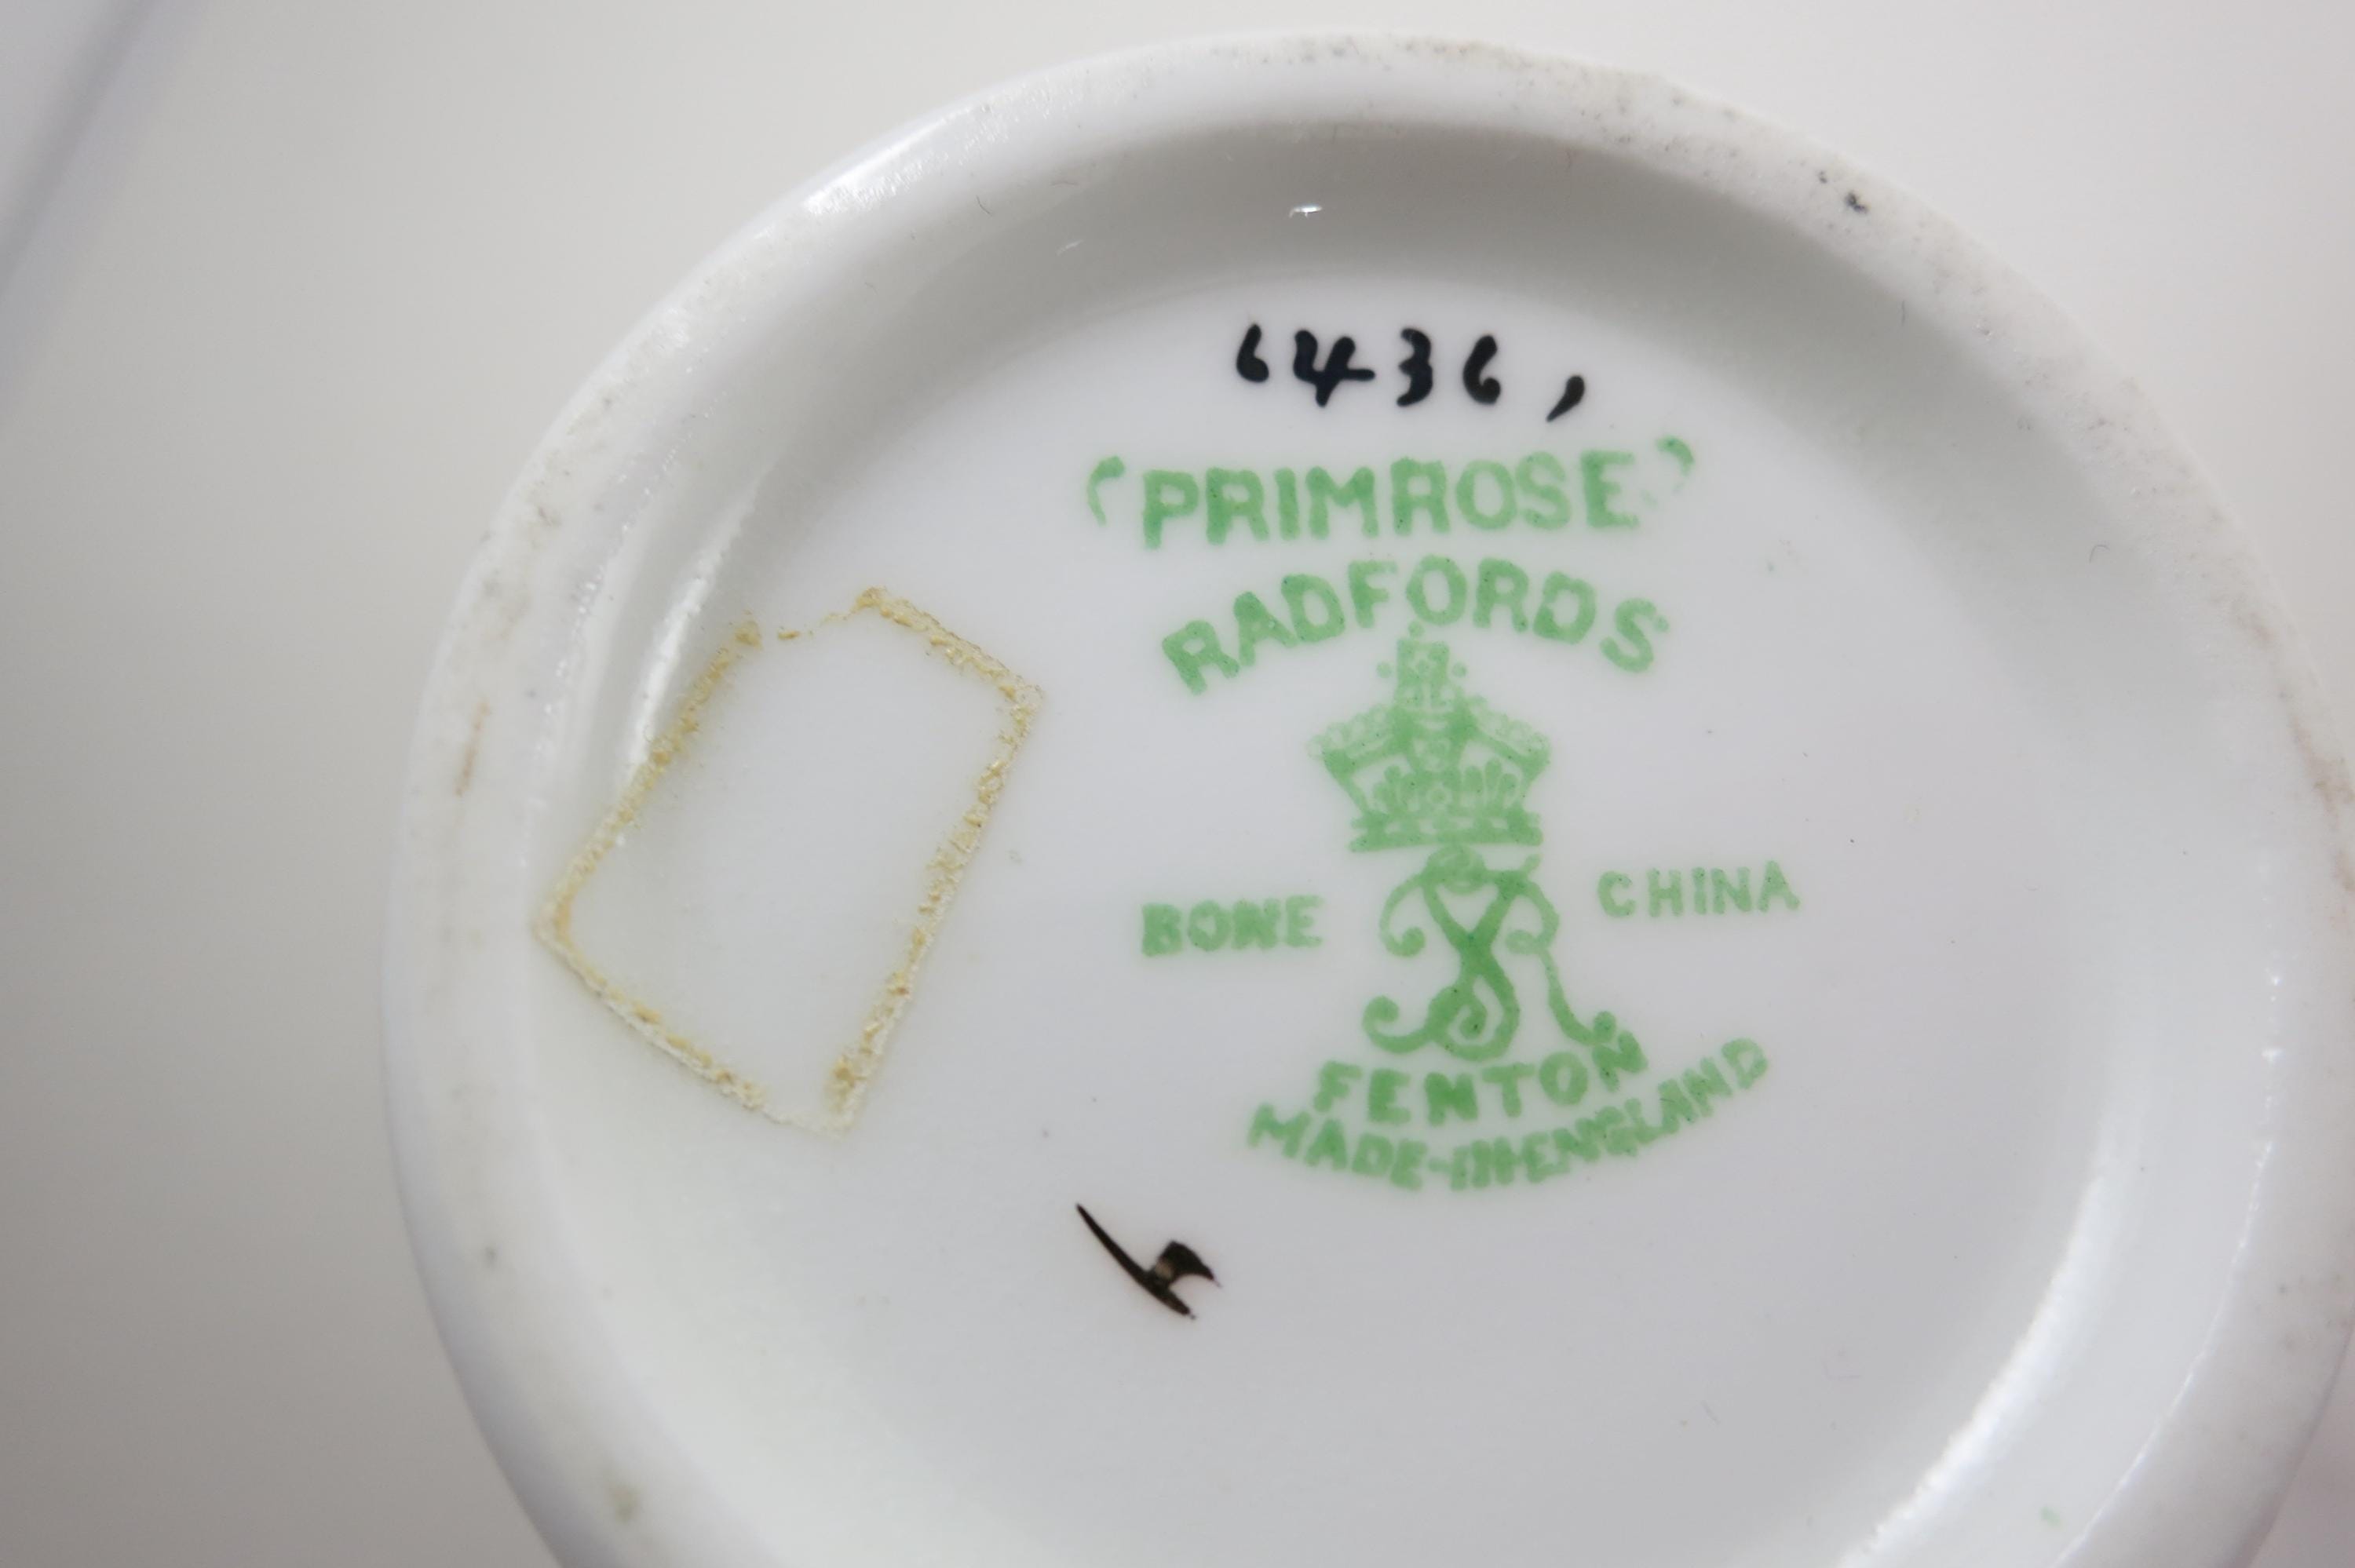 6436,
'PRIMROSE'
RADFORDS
BONE CHINA
FENTON
MADE-IN-ENGLAND